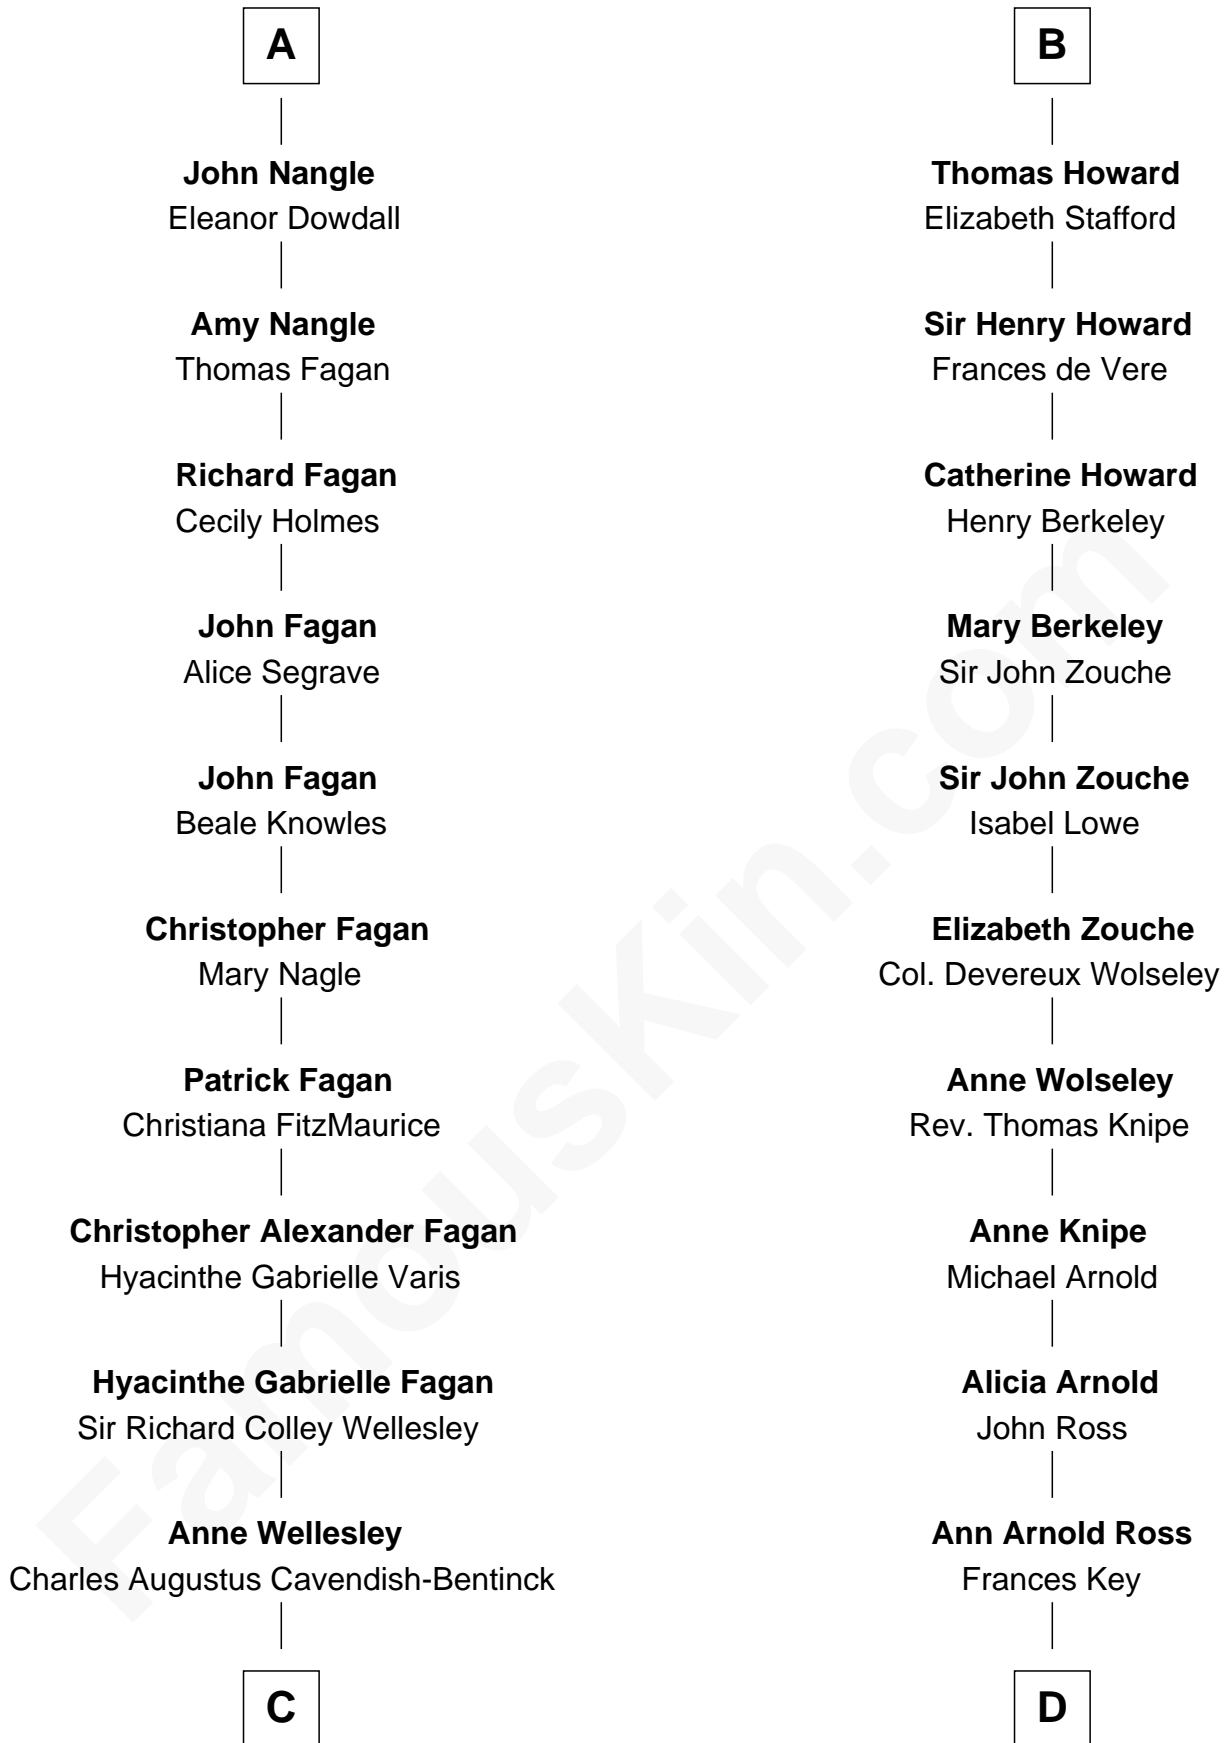 A
John Nangle
Eleanor Dowdall
Amy Nangle
Thomas Fagan
Richard Fagan
Cecily Holmes
John Fagan
Alice Segrave
John Fagan
Beale Knowles
Christopher Fagan
Mary Nagle
Patrick Fagan
Christiana FitzMaurice
Christopher Alexander Fagan
Hyacinthe Gabrielle Varis
Hyacinthe Gabrielle Fagan
Sir Richard Colley Wellesley
Anne Wellesley
Charles Augustus Cavendish-Bentinck
C
B
Thomas Howard
Elizabeth Stafford
Sir Henry Howard
Frances de Vere
Catherine Howard
Henry Berkeley
Mary Berkeley
Sir John Zouche
Sir John Zouche
Isabel Lowe
Elizabeth Zouche
Col. Devereux Wolseley
Anne Wolseley
Rev. Thomas Knipe
Anne Knipe
Michael Arnold
Alicia Arnold
John Ross
Ann Arnold Ross
Frances Key
D
FamousKin.com